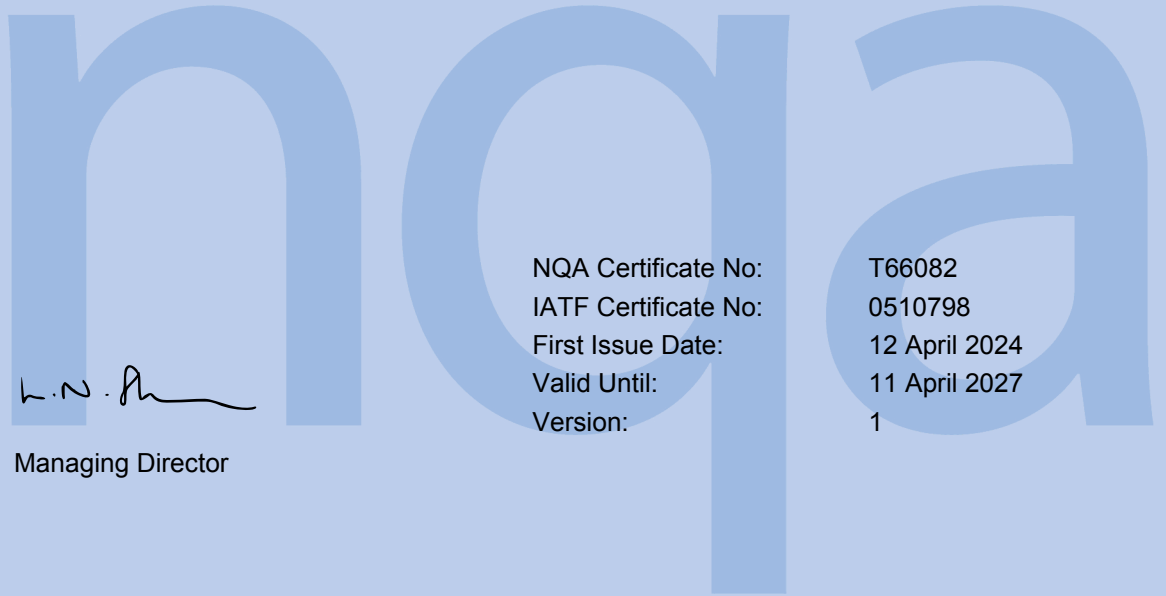 nqa
NQA Certificate No: T66082
IATF Certificate No: 0510798
First Issue Date: 12 April 2024
Valid Until: 11 April 2027
Version: 1
L.N.
Managing Director